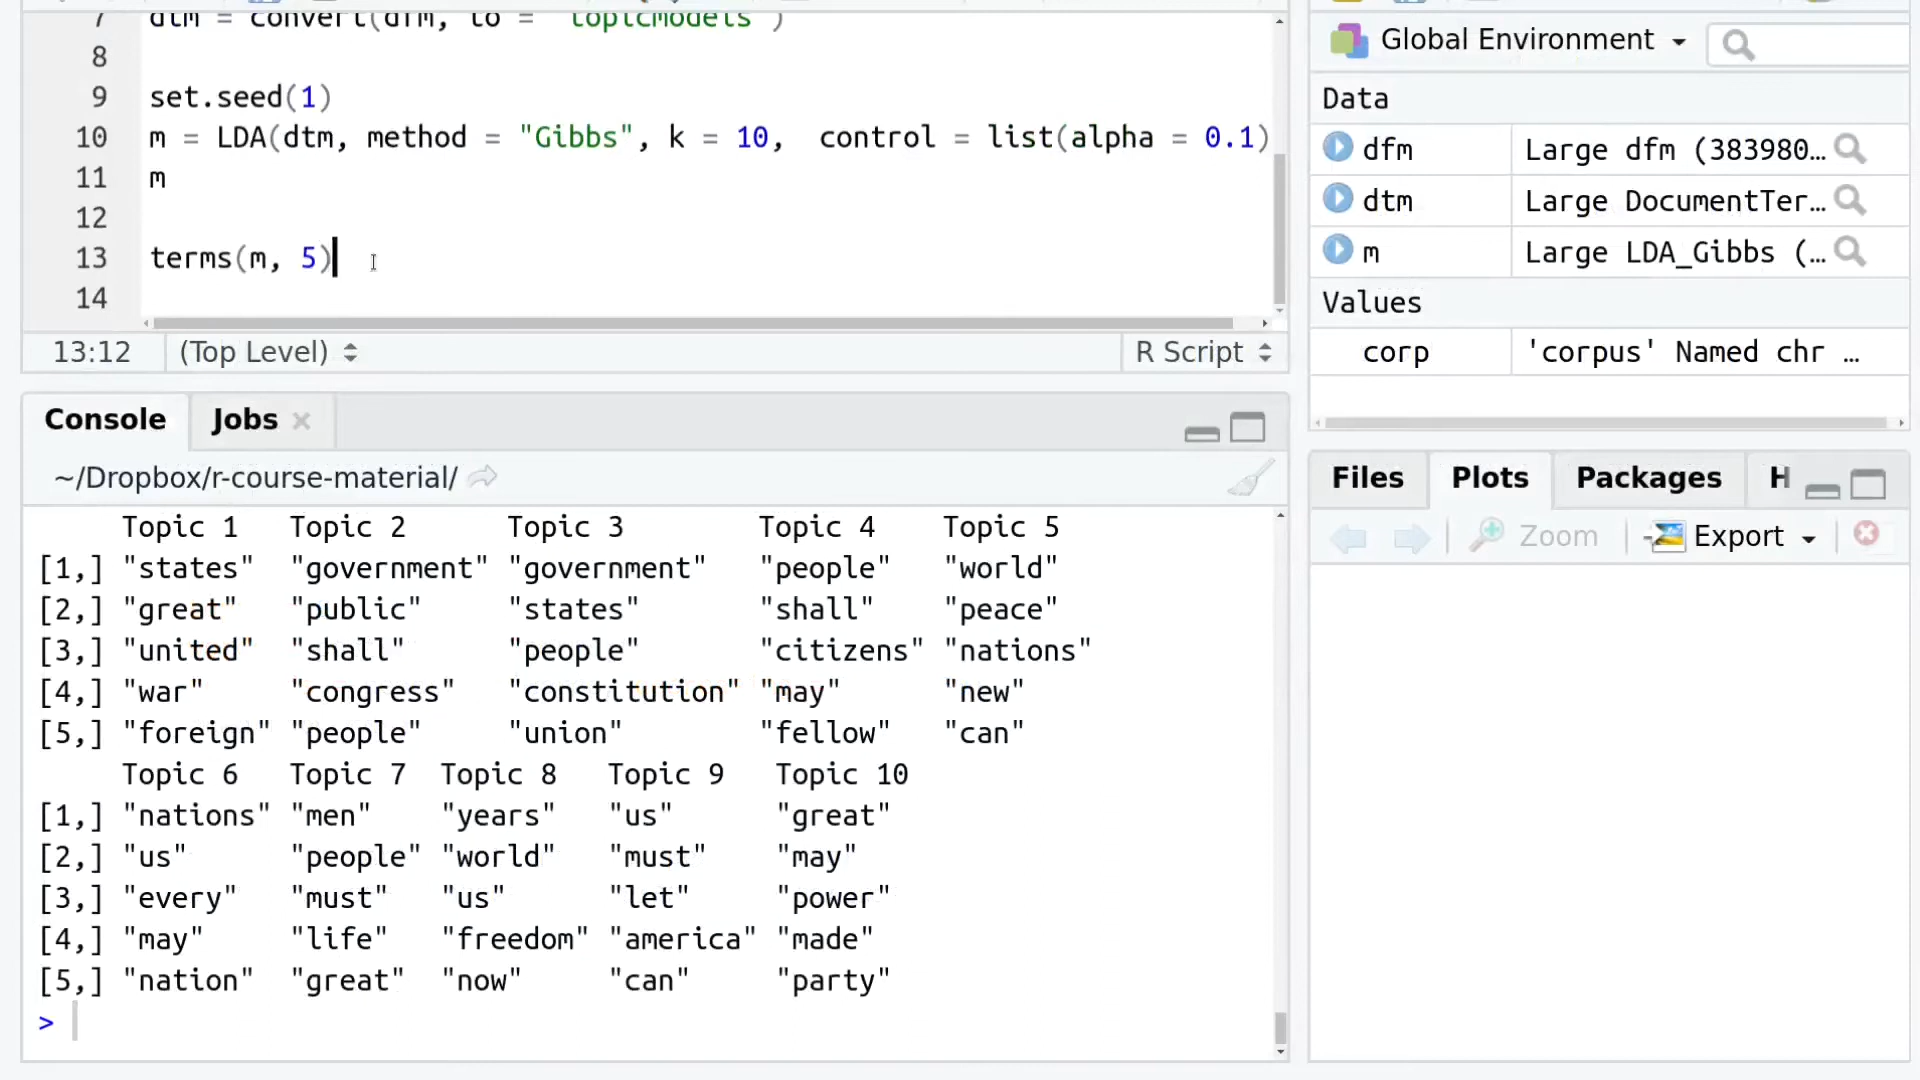 7 dtm = convert(dfm, to = "topicmodels")
8
9 set.seed(1)
10 m = LDA(dtm, method = "Gibbs", k = 10,  control = list(alpha = 0.1)
11 m
12
13 terms(m, 5)
14
13:12 (Top Level) R Script
Console Jobs
~/Dropbox/r-course-material/
Topic 1 Topic 2 Topic 3 Topic 4 Topic 5
[1,] "states" "government" "government" "people" "world"
[2,] "great" "public" "states" "shall" "peace"
[3,] "united" "shall" "people" "citizens" "nations"
[4,] "war" "congress" "constitution" "may" "new"
[5,] "foreign" "people" "union" "fellow" "can"
Topic 6 Topic 7 Topic 8 Topic 9 Topic 10
[1,] "nations" "men" "years" "us" "great"
[2,] "us" "people" "world" "must" "may"
[3,] "every" "must" "us" "let" "power"
[4,] "may" "life" "freedom" "america" "made"
[5,] "nation" "great" "now" "can" "party"
>
Global Environment
Data
dfm Large dfm (383980…
dtm Large DocumentTer…
m Large LDA_Gibbs (…
Values
corp 'corpus' Named chr …
Files Plots Packages H
Zoom Export